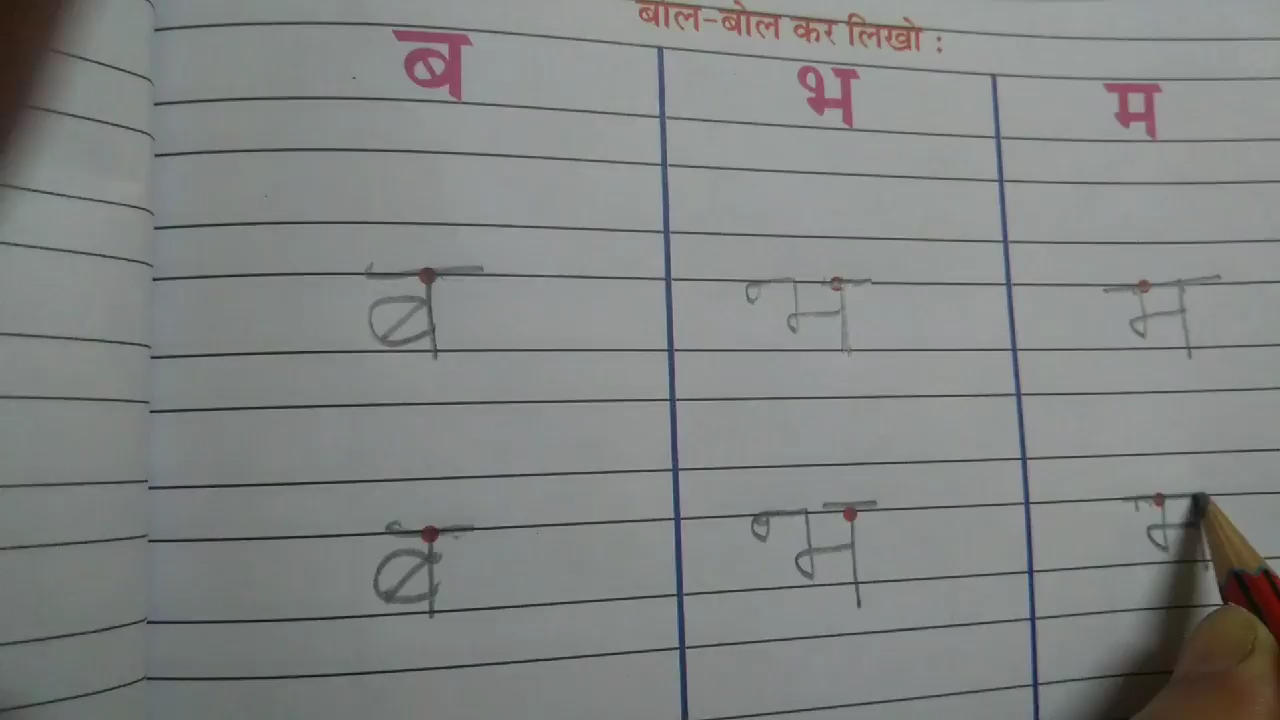 बोल-बोल कर लिखो :
ब भ म
ब भ म
ब भ म